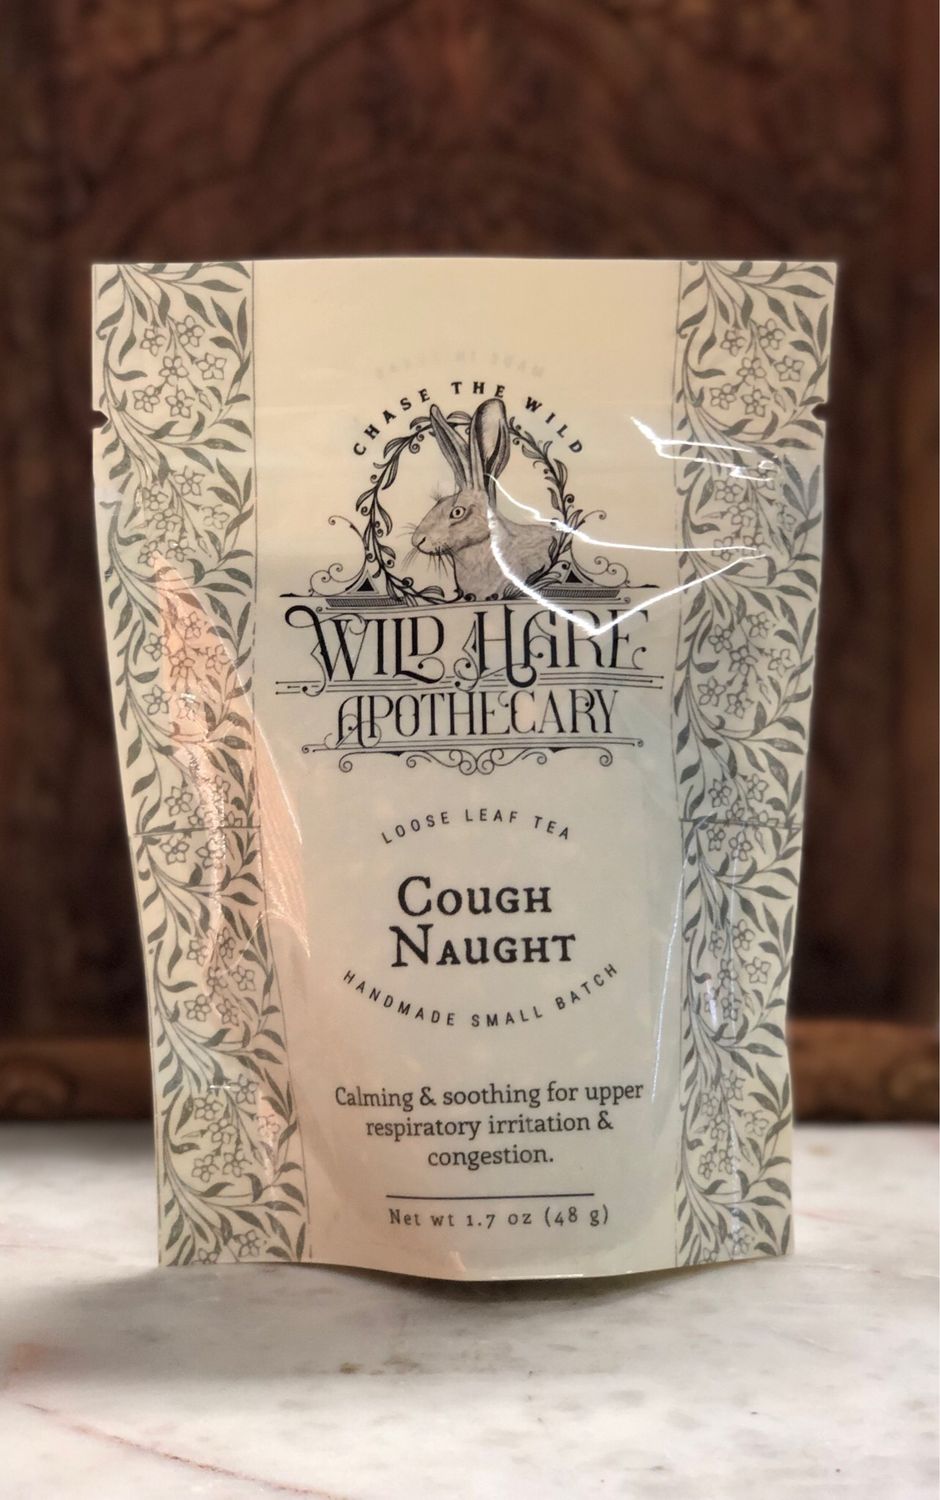 CHASE THE WILD
WILD HARE
APOTHECARY
LOOSE LEAF TEA
COUGH
NAUGHT
HANDMADE SMALL BATCH
Calming & soothing for upper
respiratory irritation &
congestion.
Net wt 1.7 oz (48 g)